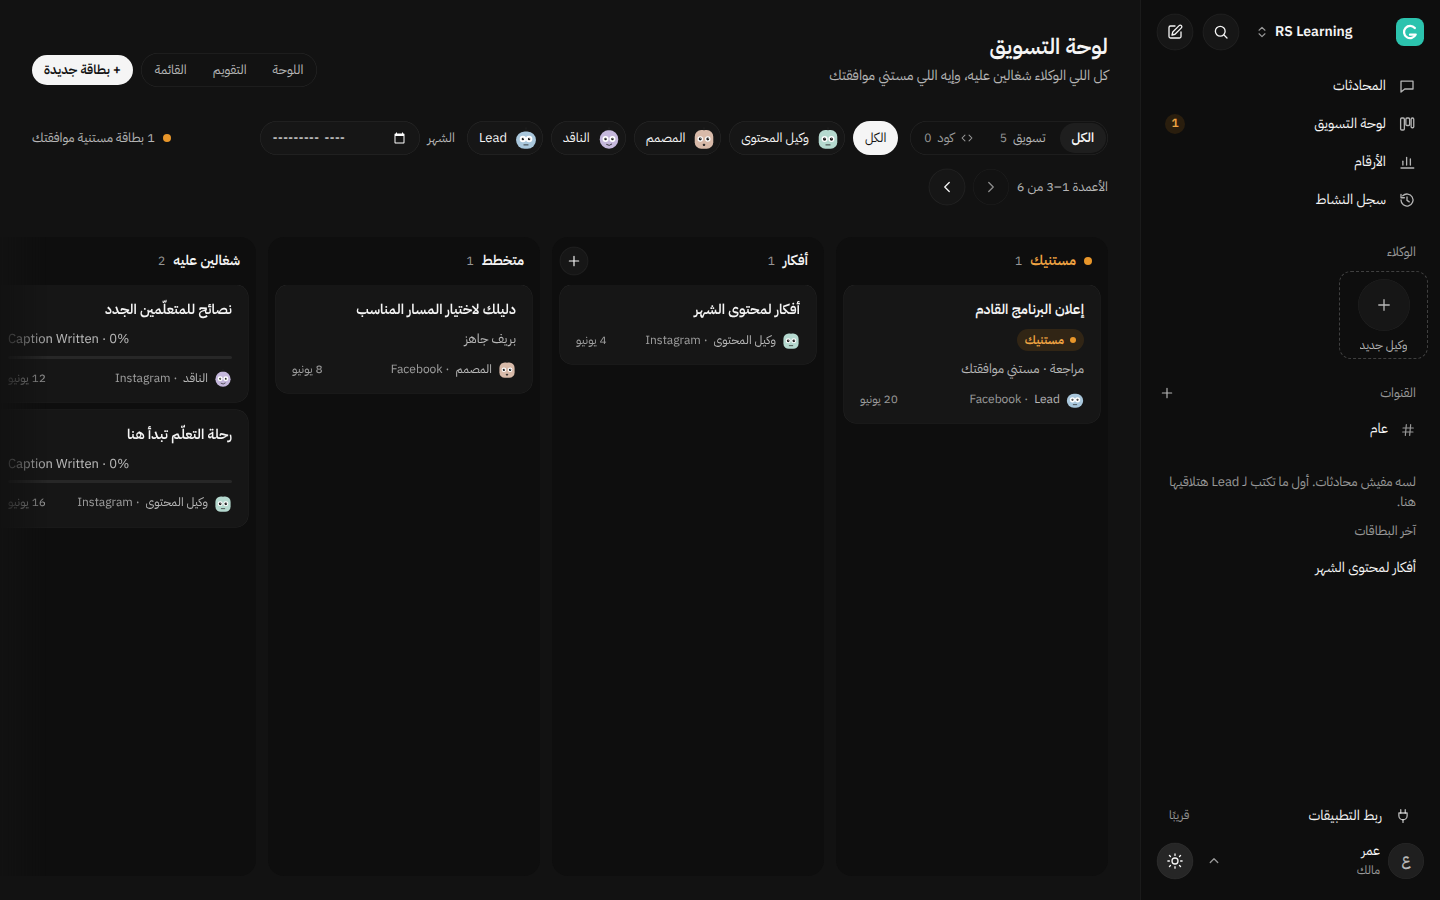 RS Learning
المحادثات
لوحة التسويق
1
الأرقام
سجل النشاط
الوكلاء
وكيل جديد
القنوات
# عام
لسه مفيش محادثات. أول ما تكتب لـ Lead هتلاقيها
هنا.
آخر البطاقات
أفكار لمحتوى الشهر
ربط التطبيقات
قريبًا
ع
عمر
مالك
لوحة التسويق
كل اللي الوكلاء شغالين عليه، وإيه اللي مستني موافقتك
اللوحة
التقويم
القائمة
+ بطاقة جديدة
الكل
تسويق 5
كود 0
الكل
وكيل المحتوى
المصمم
الناقد
Lead
الشهر
--------- ----
1 بطاقة مستنية موافقتك
الأعمدة 1–3 من 6
مستنيك 1
إعلان البرنامج القادم
مستنيك
مراجعة · مستني موافقتك
Lead · Facebook
20 يونيو
أفكار 1
أفكار لمحتوى الشهر
وكيل المحتوى · Instagram
4 يونيو
متخطط 1
دليلك لاختيار المسار المناسب
بريف جاهز
المصمم · Facebook
8 يونيو
شغالين عليه 2
نصائح للمتعلّمين الجدد
Caption Written · 0%
الناقد · Instagram
12 يونيو
رحلة التعلّم تبدأ هنا
Caption Written · 0%
وكيل المحتوى · Instagram
16 يونيو